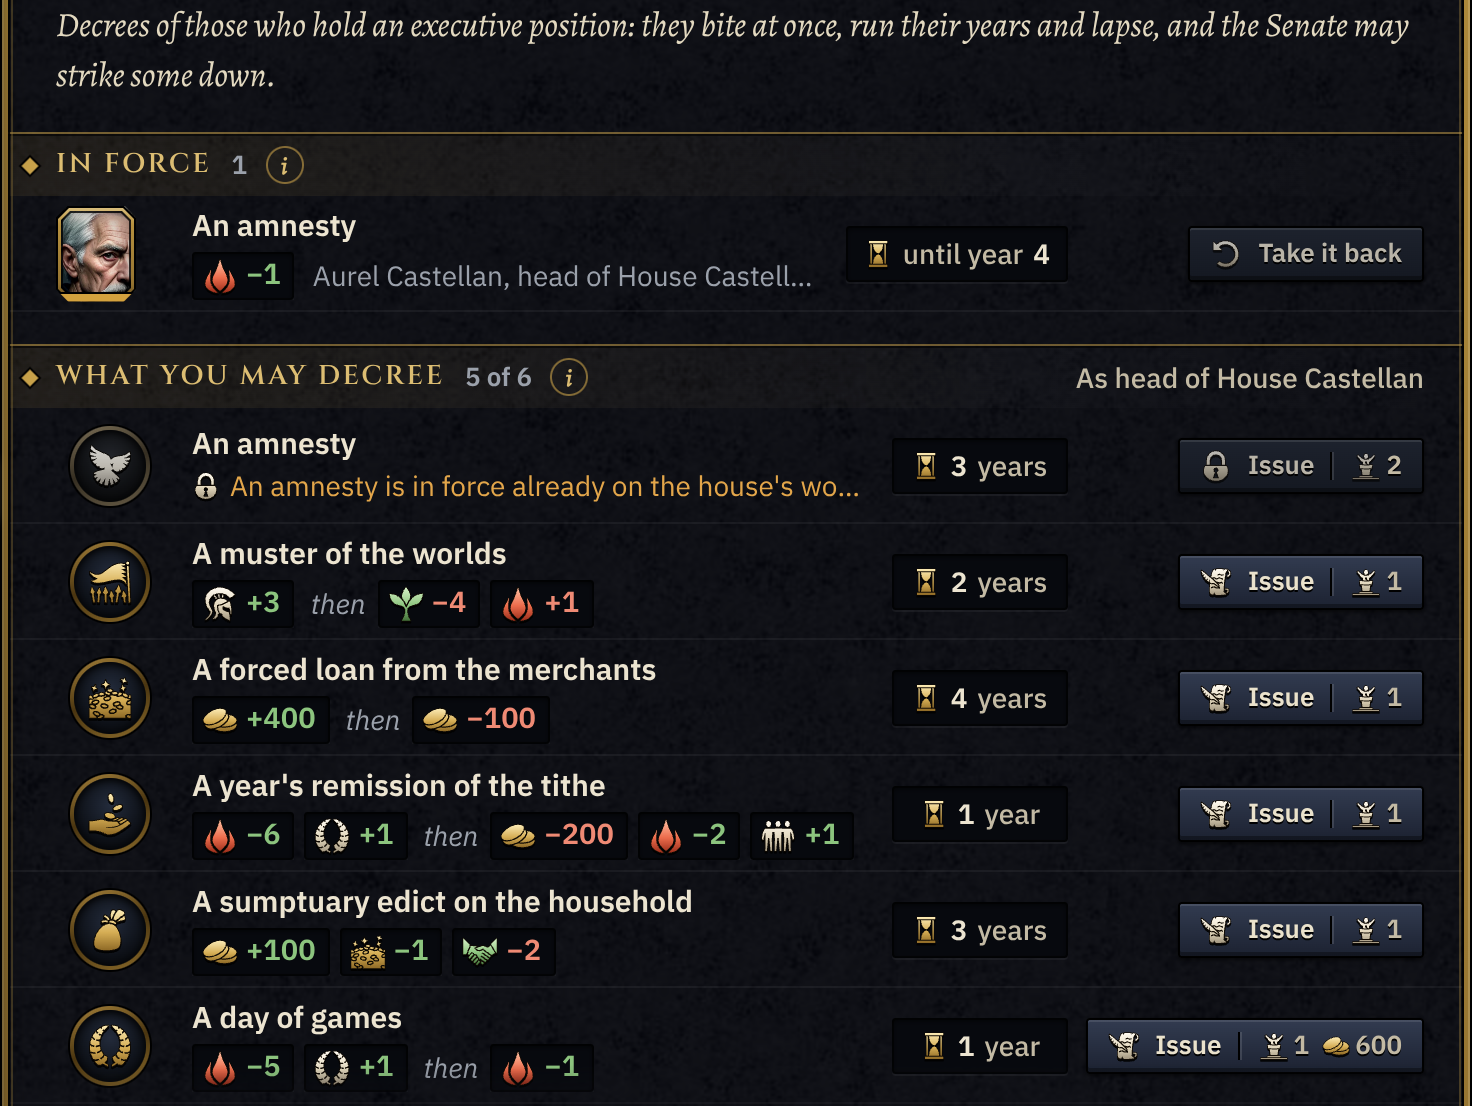 Decrees of those who hold an executive position: they bite at once, run their years and lapse, and the Senate may
strike some down.
IN FORCE 1 i
An amnesty
−1 Aurel Castellan, head of House Castell...
until year 4
Take it back
WHAT YOU MAY DECREE 5 of 6 i
As head of House Castellan
An amnesty
An amnesty is in force already on the house's wo...
3 years
Issue 2
A muster of the worlds
+3 then −4 +1
2 years
Issue 1
A forced loan from the merchants
+400 then −100
4 years
Issue 1
A year's remission of the tithe
−6 +1 then −200 −2 +1
1 year
Issue 1
A sumptuary edict on the household
+100 −1 −2
3 years
Issue 1
A day of games
−5 +1 then −1
1 year
Issue 1 600